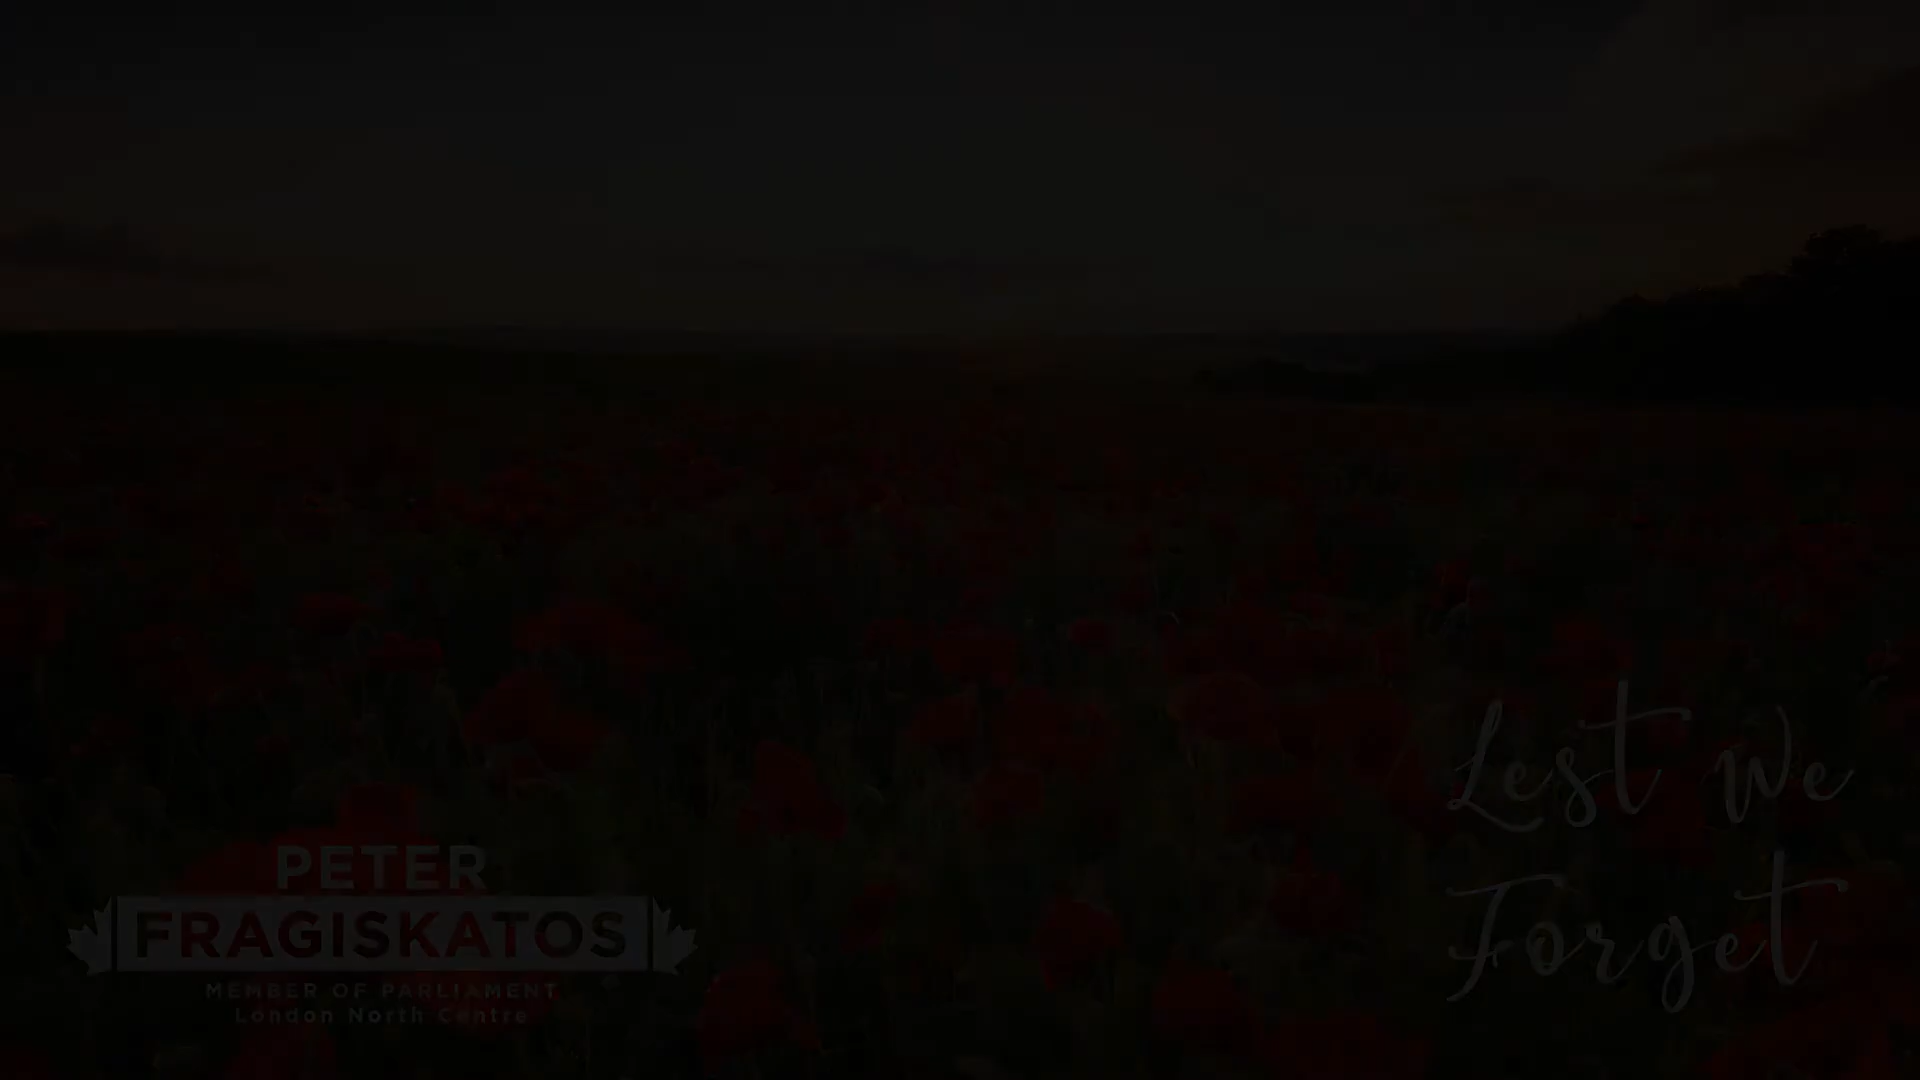 PETER
FRAGISKATOS
MEMBER OF PARLIAMENT
London North Centre
Lest We
Forget